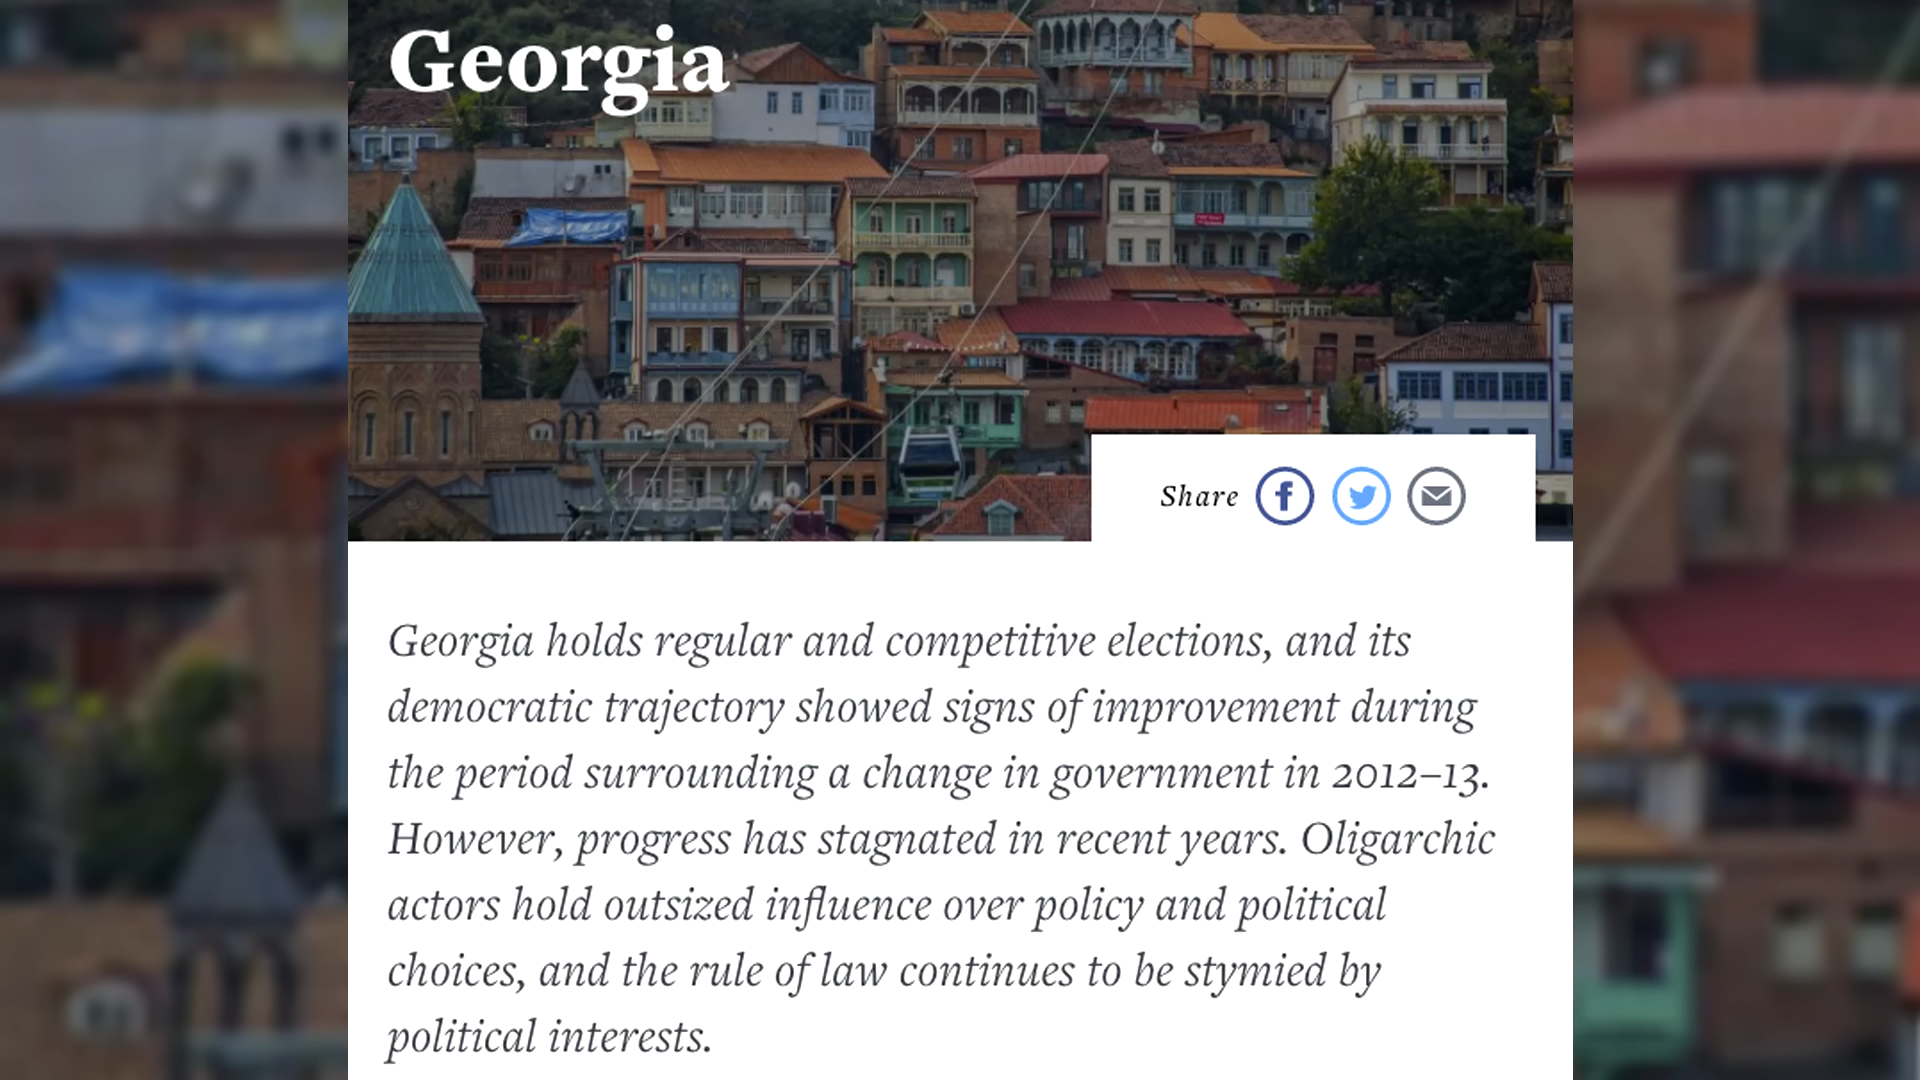 Georgia
Share
Georgia holds regular and competitive elections, and its
democratic trajectory showed signs of improvement during
the period surrounding a change in government in 2012–13.
However, progress has stagnated in recent years. Oligarchic
actors hold outsized influence over policy and political
choices, and the rule of law continues to be stymied by
political interests.